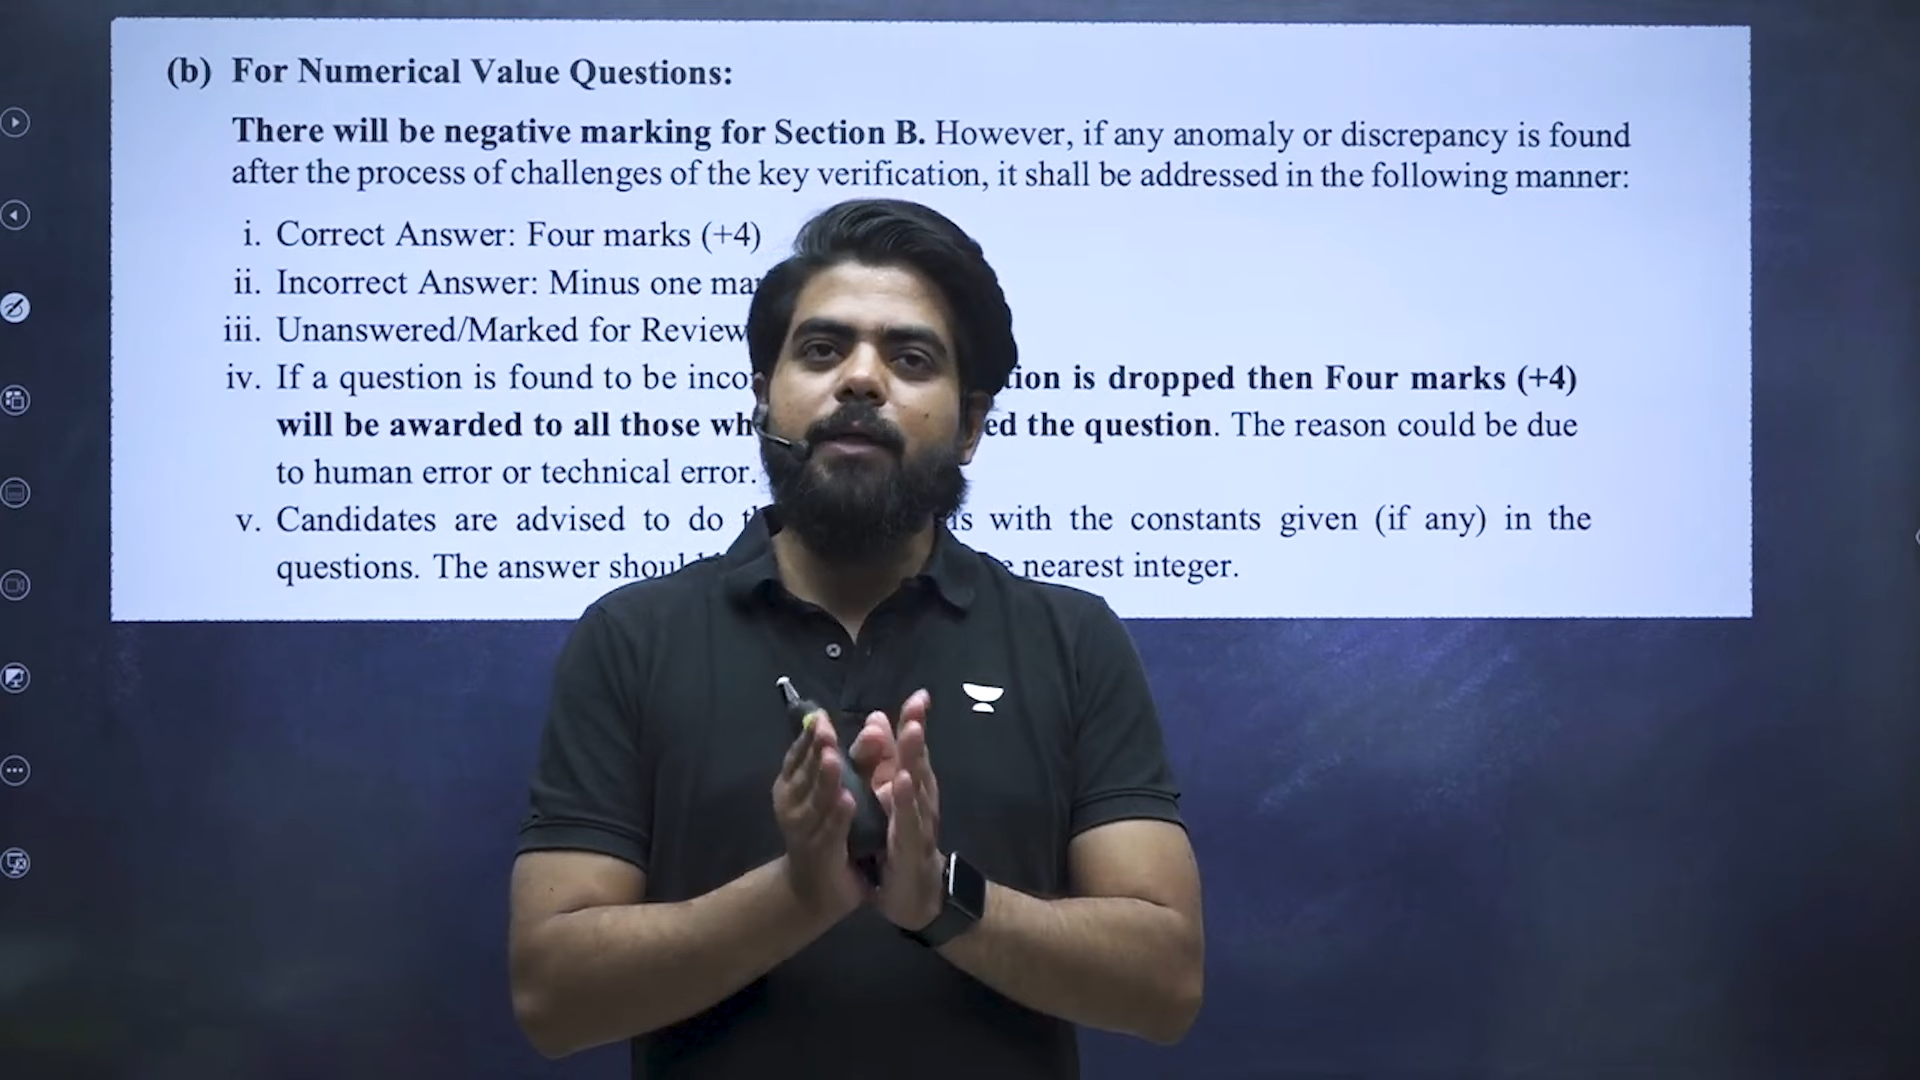 (b) For Numerical Value Questions:
There will be negative marking for Section B. However, if any anomaly or discrepancy is found
after the process of challenges of the key verification, it shall be addressed in the following manner:
i. Correct Answer: Four marks (+4)
ii. Incorrect Answer: Minus one
iii. Unanswered/Marked for Review
iv. If a question is found to be is dropped then Four marks (+4)
will be awarded to all those the question. The reason could be due
to human error or technical error.
v. Candidates are advised to do with the constants given (if any) in the
questions. The answer nearest integer.